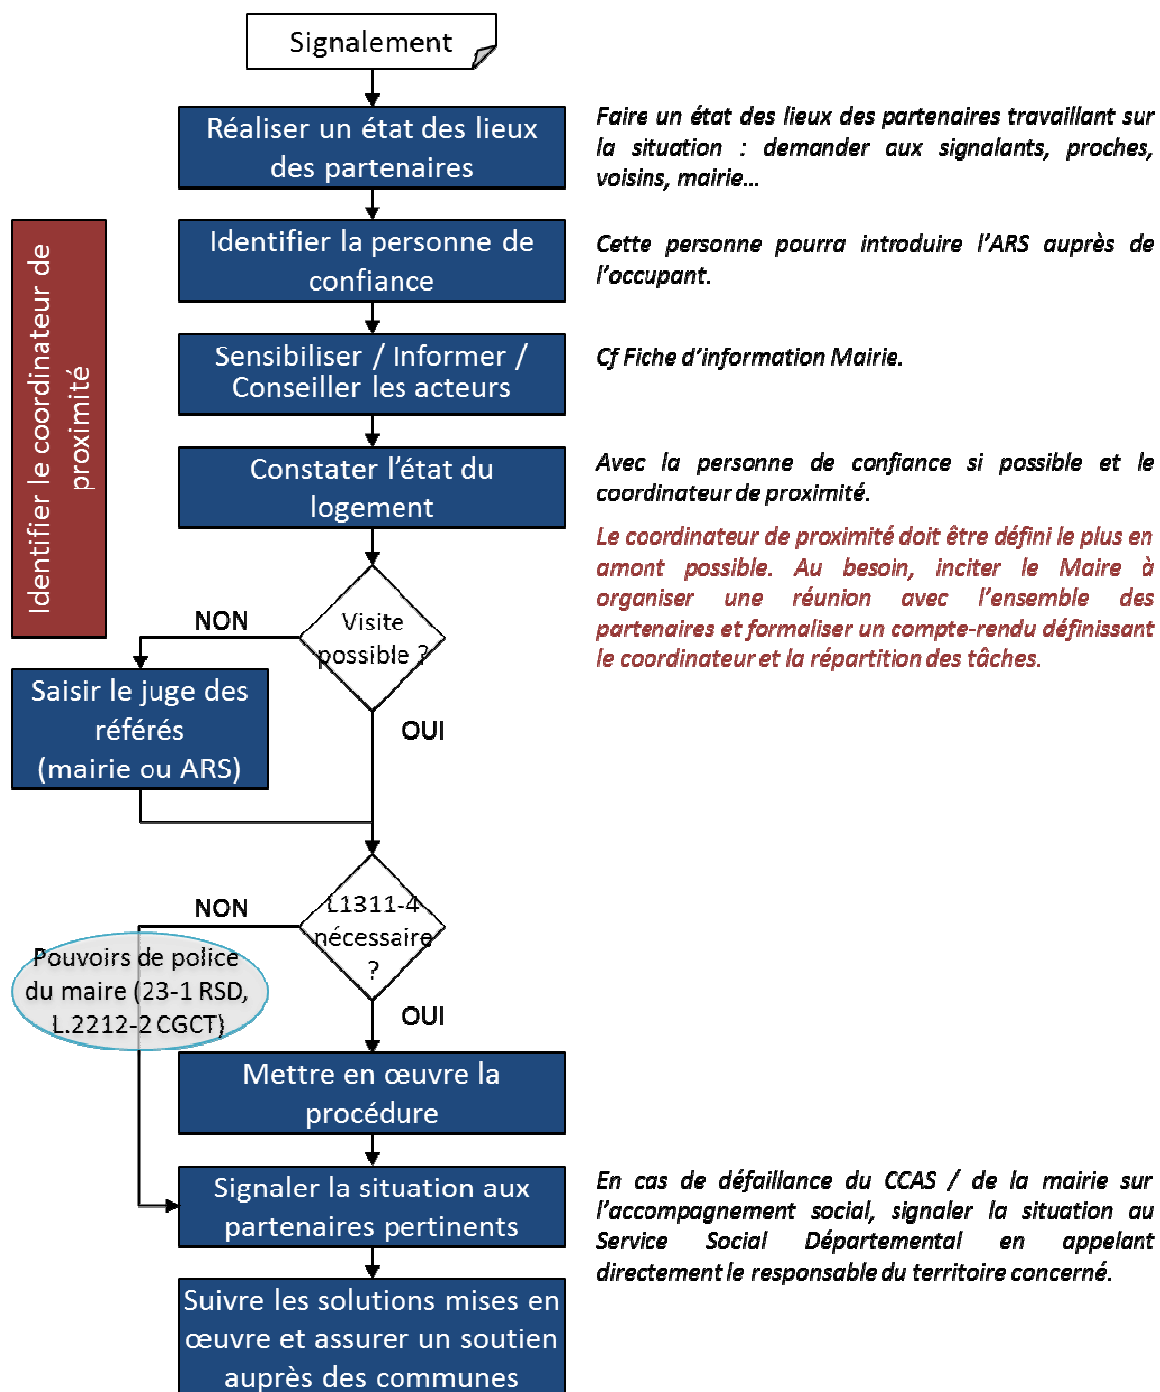 Signalement
Réaliser un état des lieux
des partenaires
Faire un état des lieux des partenaires travaillant sur
la situation : demander aux signalants, proches,
voisins, mairie...
Identifier le coordinateur de
proximité
Identifier la personne de
confiance
Cette personne pourra introduire l'ARS auprès de
l'occupant.
Sensibiliser / Informer /
Conseiller les acteurs
Cf Fiche d'information Mairie.
Constater l'état du
logement
Avec la personne de confiance si possible et le
coordinateur de proximité.
Le coordinateur de proximité doit être défini le plus en
amont possible. Au besoin, inciter le Maire à
organiser une réunion avec l'ensemble des
partenaires et formaliser un compte-rendu définissant
le coordinateur et la répartition des tâches.
Visite
possible ?
NON
Saisir le juge des
référés
(mairie ou ARS)
OUI
L1311-4
nécessaire
?
NON
Pouvoirs de police
du maire (23-1 RSD,
L.2212-2 CGCT)
OUI
Mettre en œuvre la
procédure
Signaler la situation aux
partenaires pertinents
En cas de défaillance du CCAS / de la mairie sur
l'accompagnement social, signaler la situation au
Service Social Départemental en appelant
directement le responsable du territoire concerné.
Suivre les solutions mises en
œuvre et assurer un soutien
auprès des communes